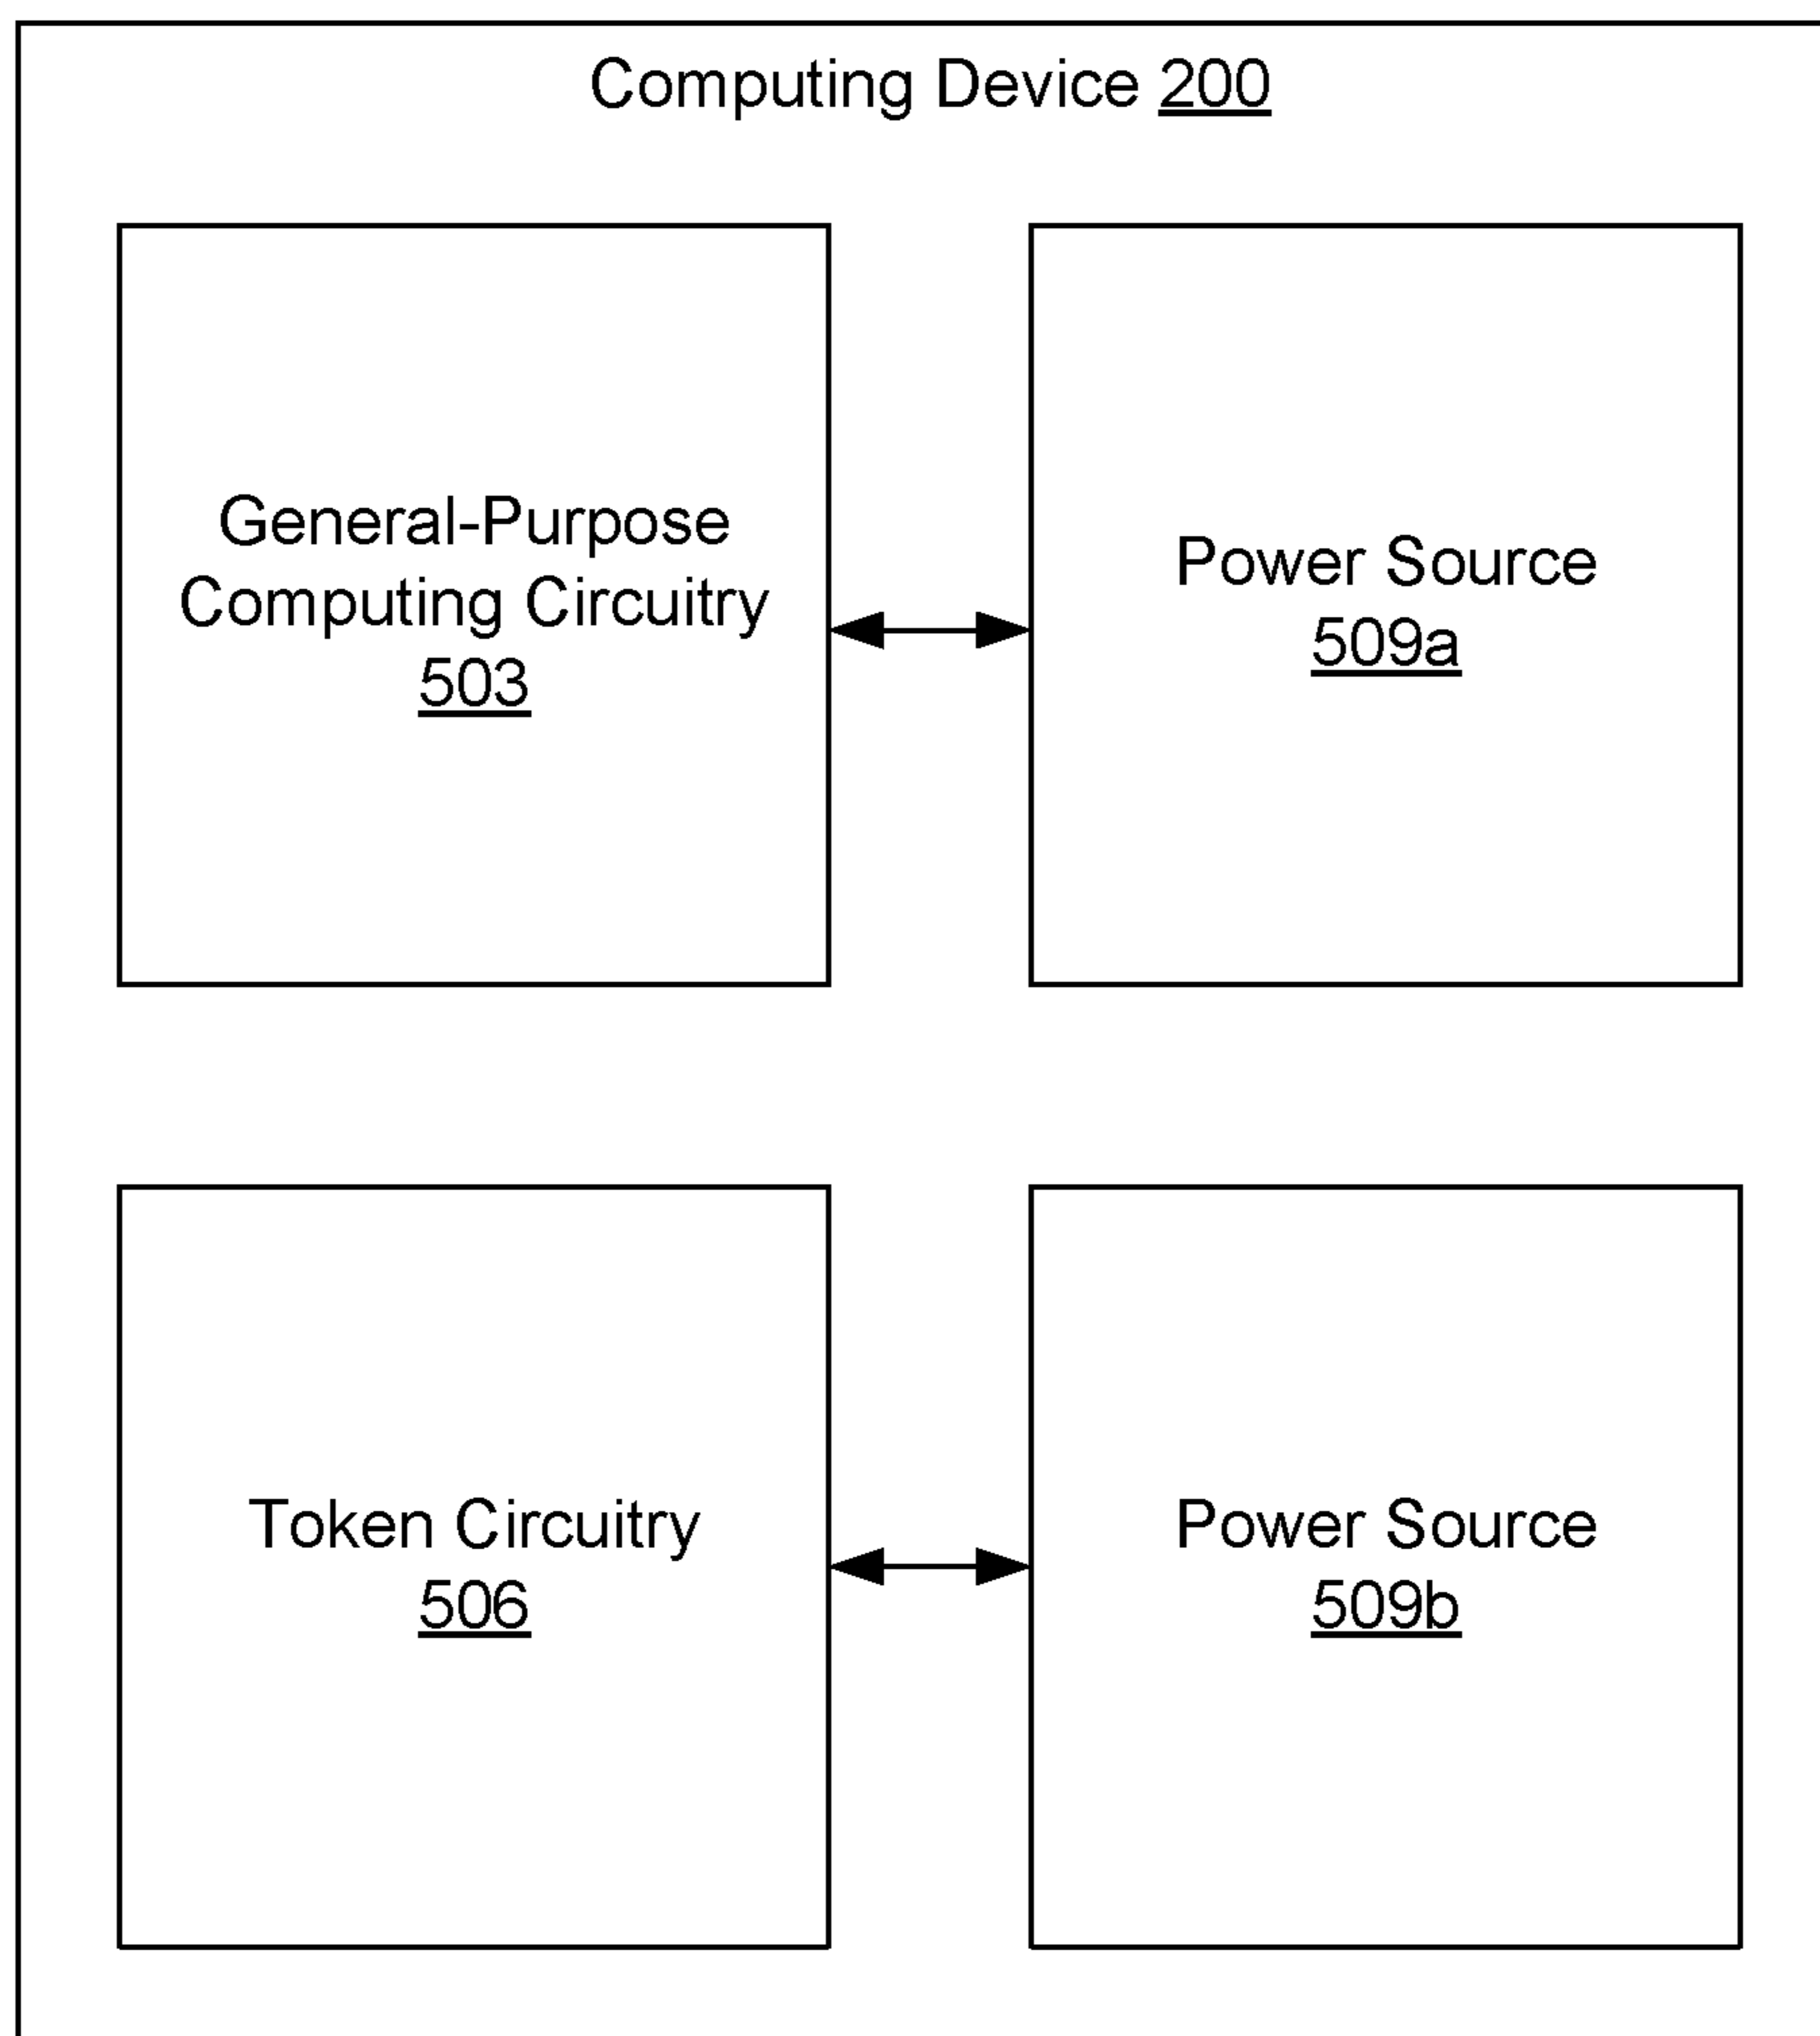 Computing Device 200
General-Purpose
Computing Circuitry
503
Power Source
509a
Token Circuitry
506
Power Source
509b